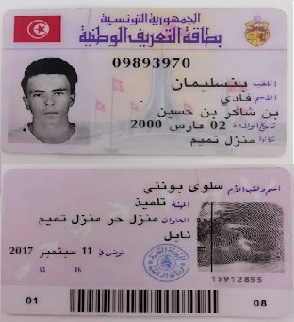 الجمهورية التونسية
بطاقة التعريف الوطنية
09893970
اللقب بنسليمان
الاسم فادي
بن شاكر بن حسين
تاريخ الولادة 02 مارس 2000
مكانها منزل تميم
اسم ولقب الأم سلوى بونني
المهنة تلميذ
العنوان منزل حر منزل تميم
نابل
تونس في 11 سبتمبر 2017
01
08